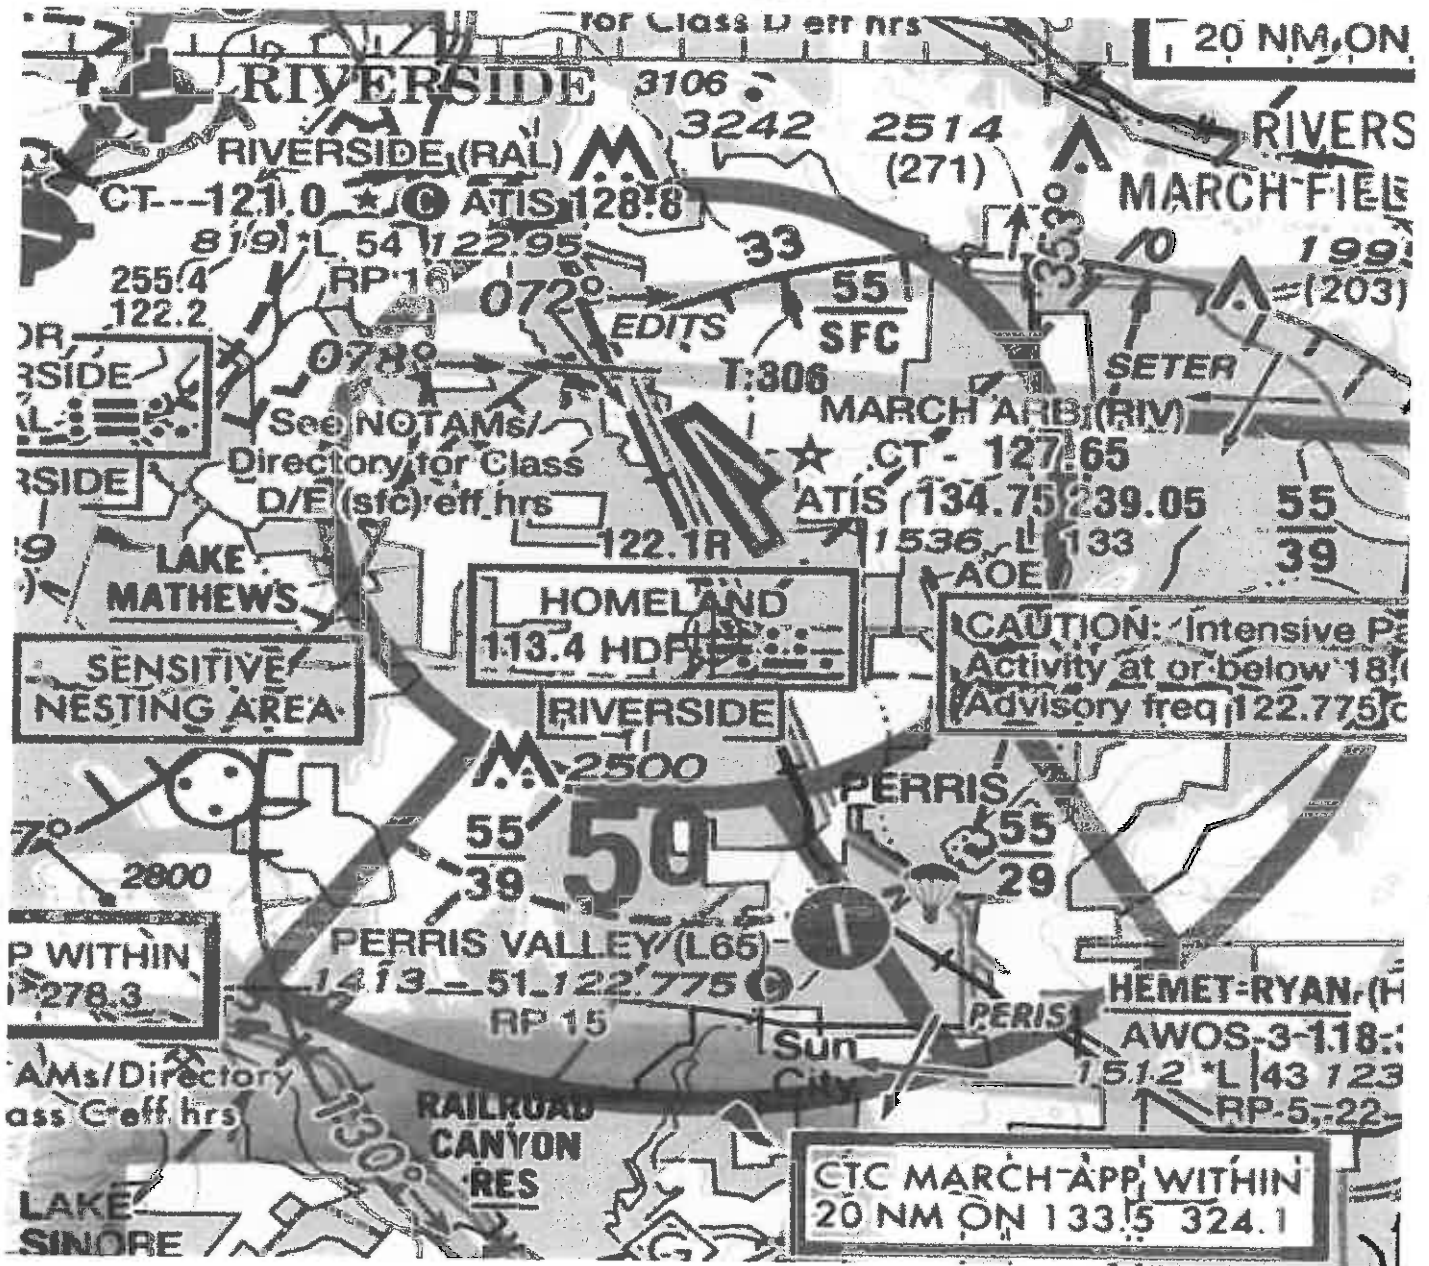 for Class D eff hrs
20 NM ON
RIVERSIDE
3106
3242
2514
(271)
RIVERSIDE (RAL)
CT - 121.0 ★ C ATIS 128.8
819 *L 54 122.95
RP 16
255.4
122.2
RIVERS
MARCH FIEL
353°
10
(203)
33
55
SFC
072°
EDITS
078°
T 306
SETER
RSIDE
RSIDE
See NOTAMs/
Directory for Class
D/E (sfc) eff hrs
MARCH ARB (RIV)
CT - 127.65
ATIS 134.75 239.05
1536 L 133
AOE
55
39
122.1R
HOMELAND
113.4 HDF
RIVERSIDE
LAKE
MATHEWS
SENSITIVE
NESTING AREA
CAUTION: Intensive P
Activity at or below 18,
Advisory freq 122.775
2500
7°
2800
55
39
50
PERRIS
55
29
P WITHIN
278.3
PERRIS VALLEY (L65)
1413 - 51 122.775 C
RP 15
HEMET-RYAN (H
AWOS-3 118.
1512 *L 43 123
RP 5, 22
PERIS
Sun
City
AMs/Directory
ass C eff hrs
130°
RAILROAD
CANYON
RES
LAKE
SINORE
G
CTC MARCH APP WITHIN
20 NM ON 133.5 324.1